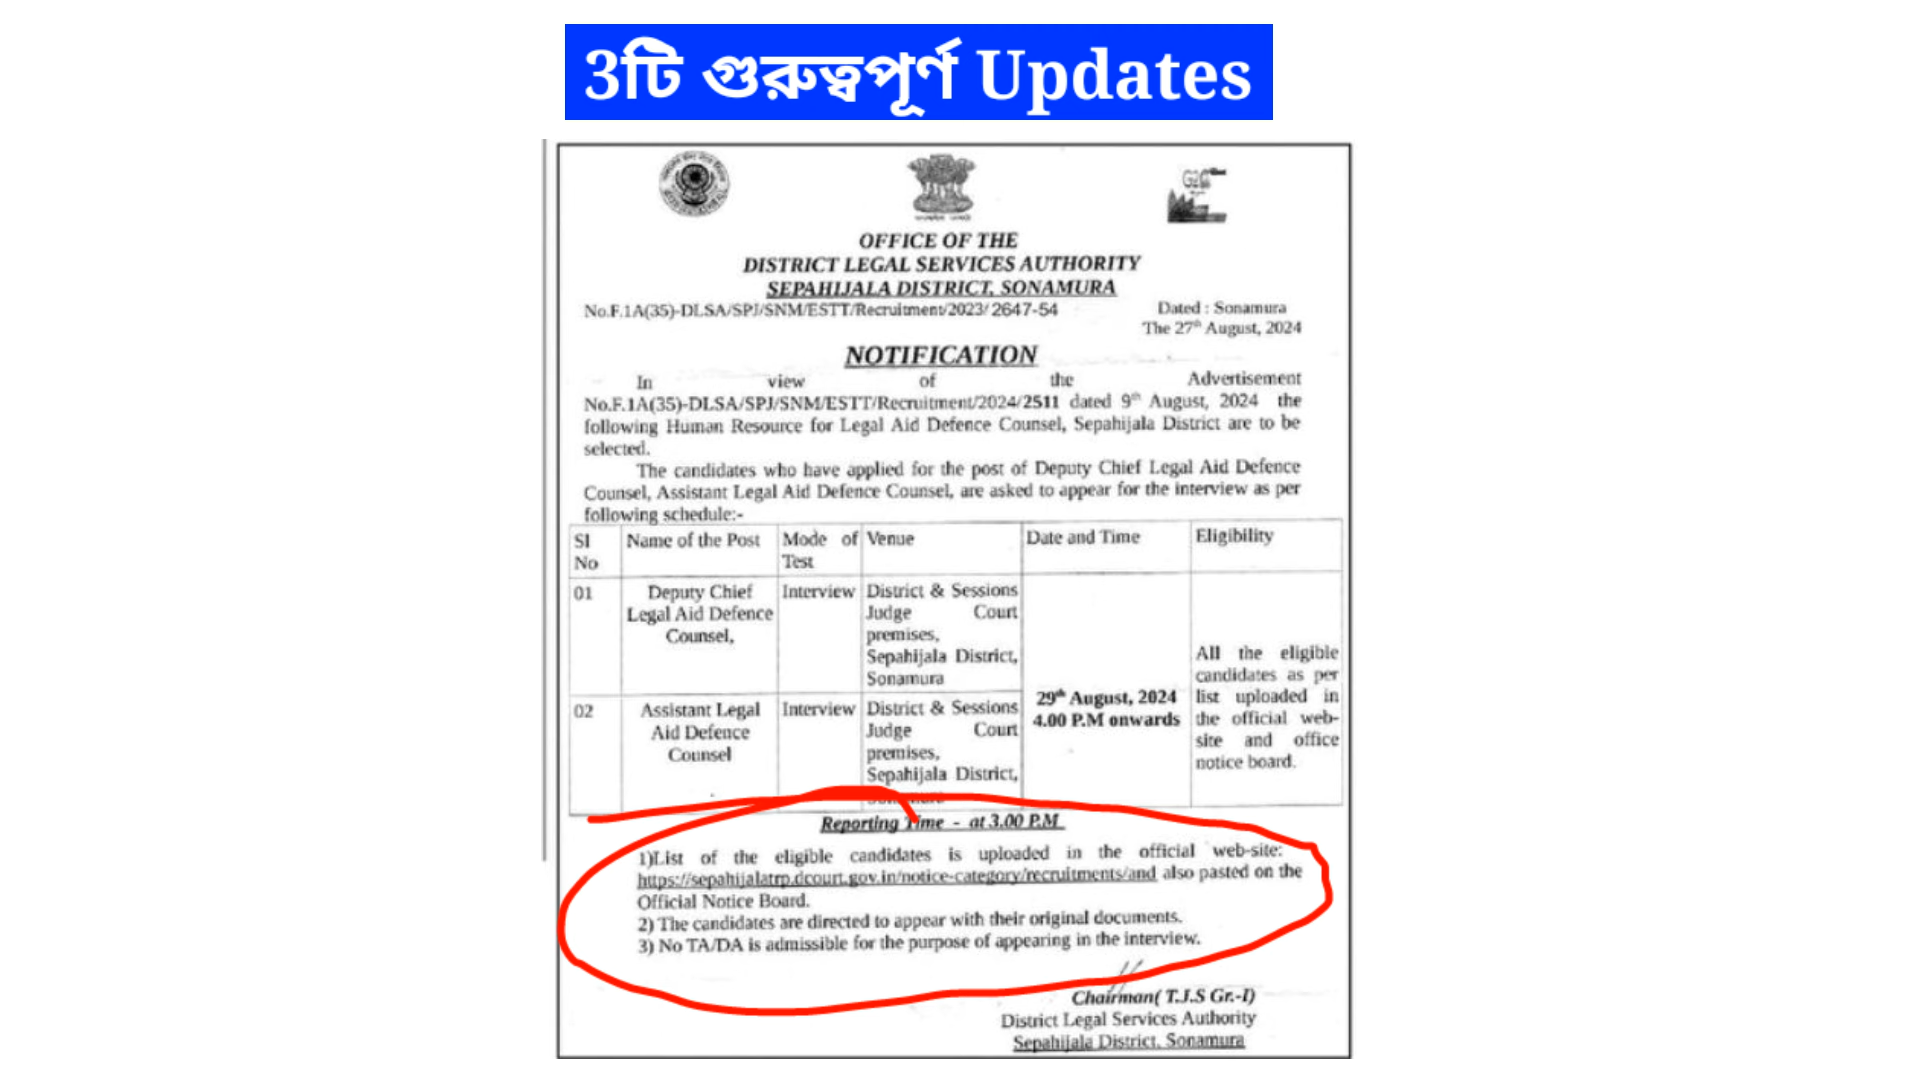 3টি গুরুত্বপূর্ণ Updates
OFFICE OF THE
DISTRICT LEGAL SERVICES AUTHORITY
SEPAHIJALA DISTRICT, SONAMURA
No.F.1A(35)-DLSA/SPJ/SNM/ESTT/Recruitment/2023/ 2647-54
Dated : Sonamura
The 27th August, 2024
NOTIFICATION
In view of the Advertisement
No.F.1A(35)-DLSA/SPJ/SNM/ESTT/Recruitment/2024/2511 dated 9th August, 2024 the
following Human Resource for Legal Aid Defence Counsel, Sepahijala District are to be
selected.
The candidates who have applied for the post of Deputy Chief Legal Aid Defence
Counsel, Assistant Legal Aid Defence Counsel, are asked to appear for the interview as per
following schedule:-
Sl No | Name of the Post | Mode of Test | Venue | Date and Time | Eligibility
01 | Deputy Chief Legal Aid Defence Counsel, | Interview | District & Sessions Judge Court premises, Sepahijala District, Sonamura
02 | Assistant Legal Aid Defence Counsel | Interview | District & Sessions Judge Court premises, Sepahijala District,
29th August, 2024
4.00 P.M onwards
All the eligible
candidates as per
list uploaded in
the official web-
site and office
notice board.
Reporting Time - at 3.00 P.M
1)List of the eligible candidates is uploaded in the official web-site:
https://sepahijalatrp.dcourt.gov.in/notice-category/recruitments/and also pasted on the
Official Notice Board.
2) The candidates are directed to appear with their original documents.
3) No TA/DA is admissible for the purpose of appearing in the interview.
Chairman( T.J.S Gr.-I)
District Legal Services Authority
Sepahijala District, Sonamura